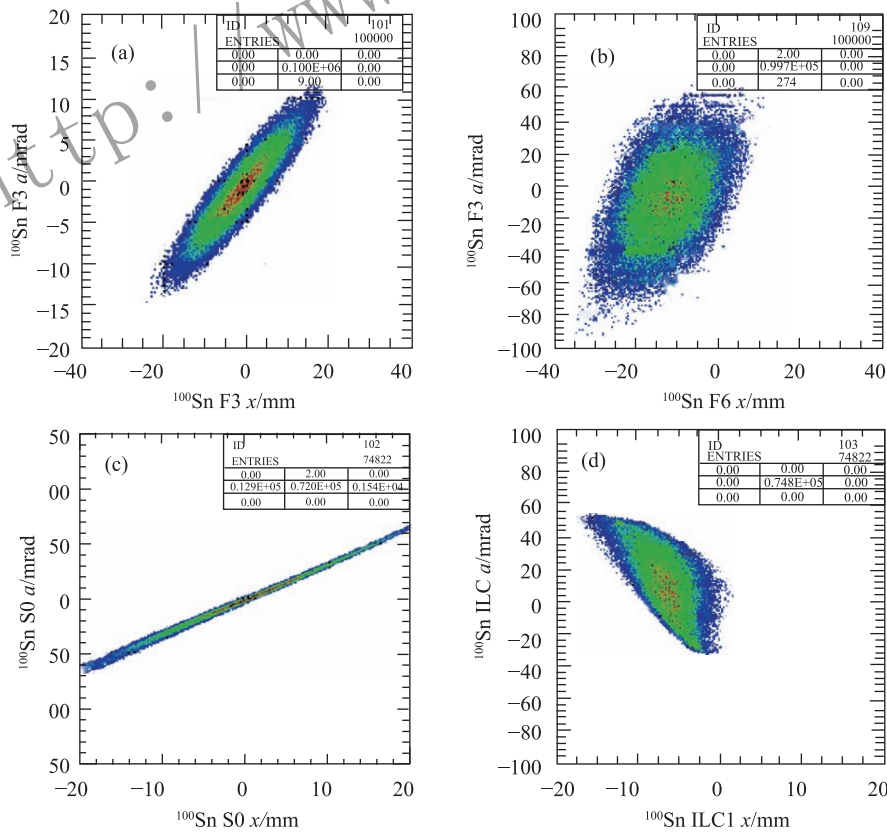 http://www
(a)
ID 101
ENTRIES 100000
0.00 0.00 0.00
0.00 0.100E+06 0.00
0.00 9.00 0.00
20
15
10
5
0
−5
−10
−15
20
¹⁰⁰Sn F3 a/mrad
−40 −20 0 20 40
¹⁰⁰Sn F3 x/mm
(b)
ID 109
ENTRIES 100000
0.00 2.00 0.00
0.00 0.997E+05 0.00
0.00 274 0.00
100
80
60
40
20
0
−20
−40
−60
−80
−100
¹⁰⁰Sn F3 a/mrad
−40 −20 0 20 40
¹⁰⁰Sn F6 x/mm
(c)
ID 102
ENTRIES 74822
0.00 2.00 0.00
0.129E+05 0.720E+05 0.154E+04
0.00 0.00 0.00
50
00
50
0
50
00
50
¹⁰⁰Sn S0 a/mrad
−20 −10 0 10 20
¹⁰⁰Sn S0 x/mm
(d)
ID 103
ENTRIES 74822
0.00 0.00 0.00
0.00 0.748E+05 0.00
0.00 0.00 0.00
100
80
60
40
20
0
−20
−40
−60
−80
−100
¹⁰⁰Sn ILC a/mrad
−20 −10 0 10 20
¹⁰⁰Sn ILC1 x/mm